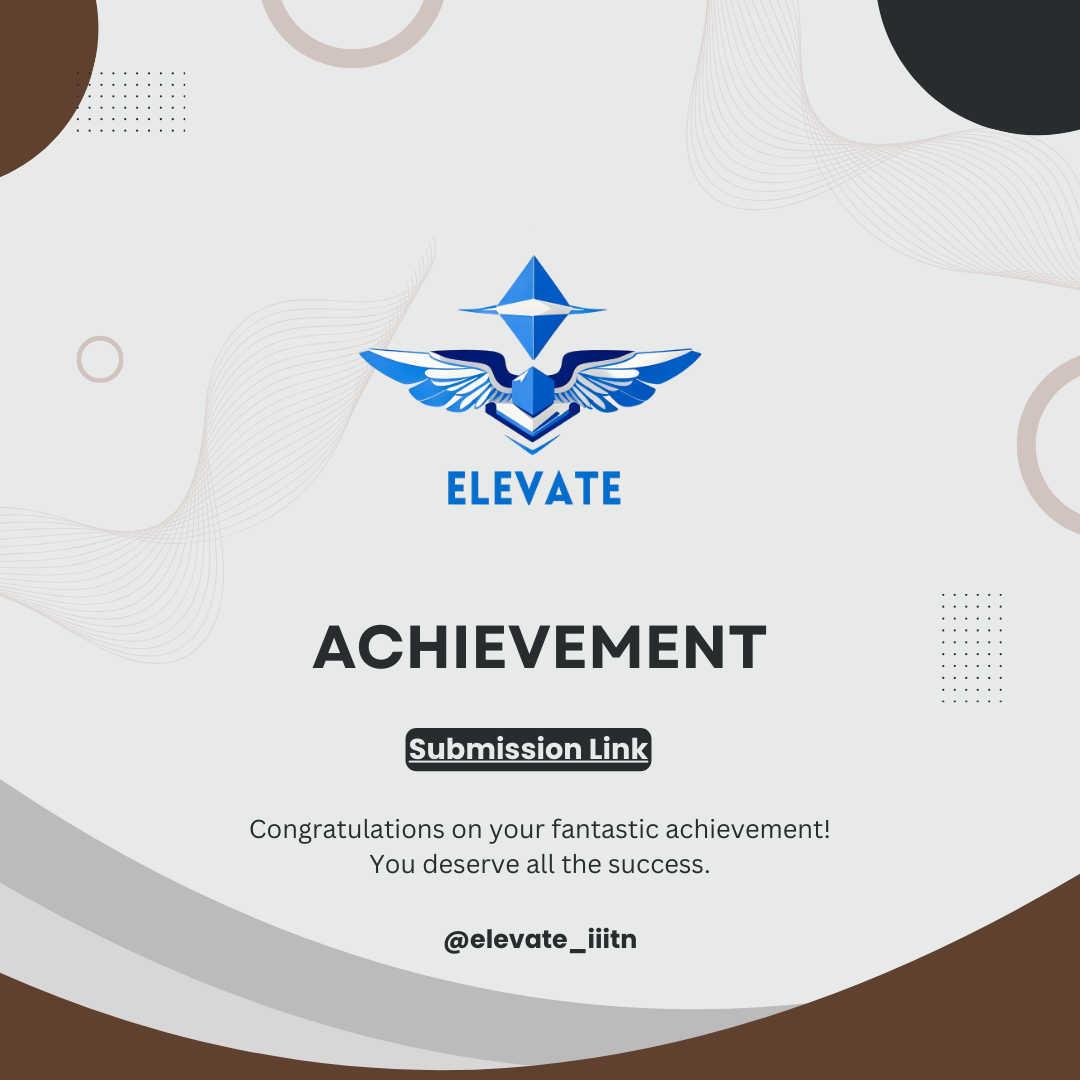 ELEVATE
ACHIEVEMENT
Submission Link
Congratulations on your fantastic achievement!
You deserve all the success.
@elevate_iiitn